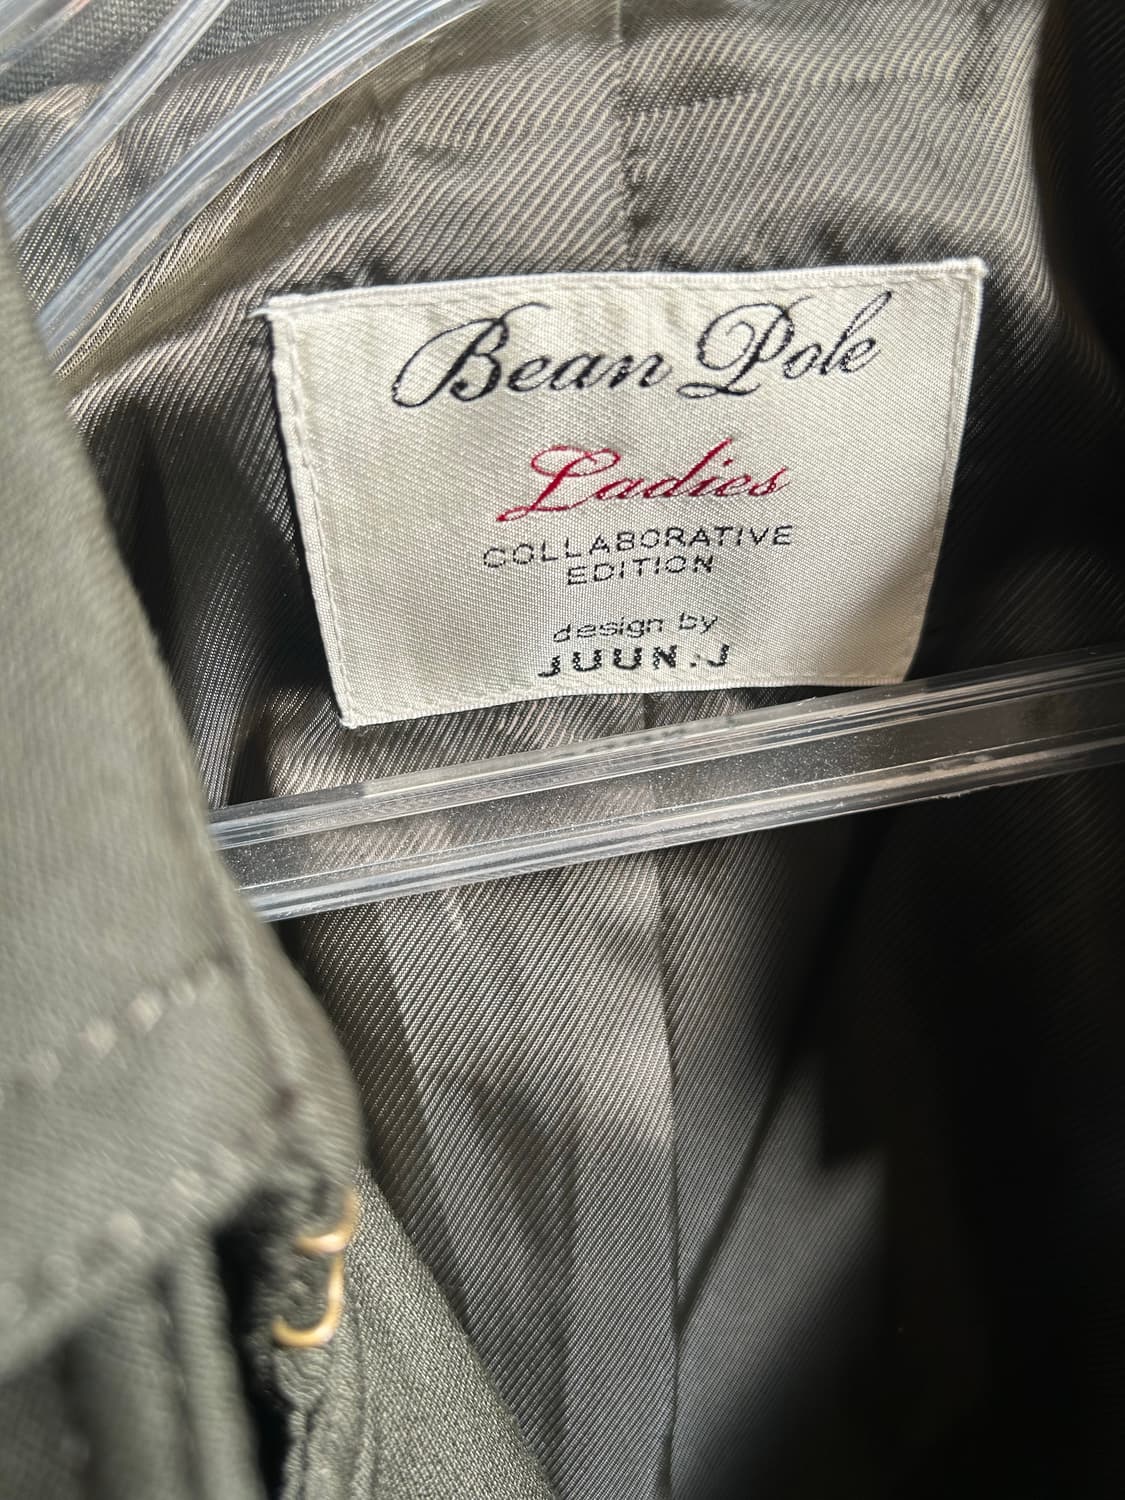 Bean Pole
Ladies
COLLABORATIVE
EDITION
design by
JUUN.J